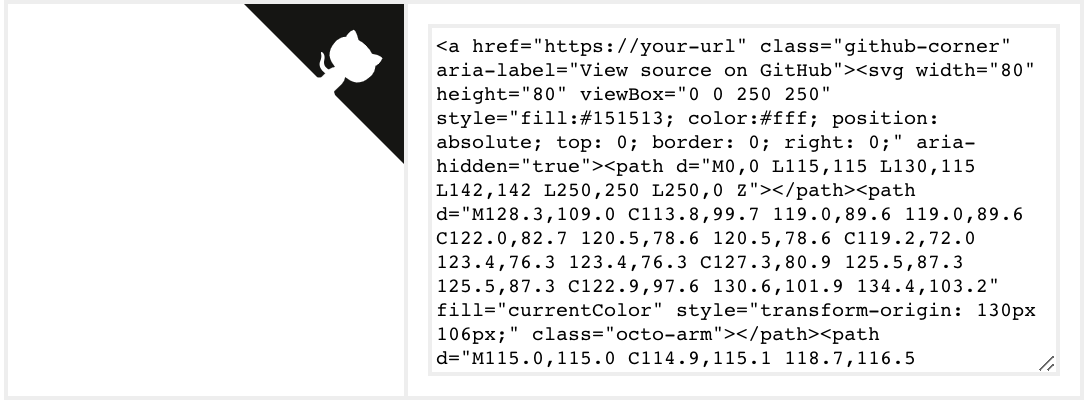 <a href="https://your-url" class="github-corner"
aria-label="View source on GitHub"><svg width="80"
height="80" viewBox="0 0 250 250"
style="fill:#151513; color:#fff; position:
absolute; top: 0; border: 0; right: 0;" aria-
hidden="true"><path d="M0,0 L115,115 L130,115
L142,142 L250,250 L250,0 Z"></path><path
d="M128.3,109.0 C113.8,99.7 119.0,89.6 119.0,89.6
C122.0,82.7 120.5,78.6 120.5,78.6 C119.2,72.0
123.4,76.3 123.4,76.3 C127.3,80.9 125.5,87.3
125.5,87.3 C122.9,97.6 130.6,101.9 134.4,103.2"
fill="currentColor" style="transform-origin: 130px
106px;" class="octo-arm"></path><path
d="M115.0,115.0 C114.9,115.1 118.7,116.5